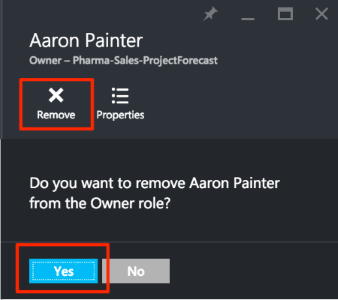 Aaron Painter
Owner – Pharma-Sales-ProjectForecast
Remove Properties
Do you want to remove Aaron Painter
from the Owner role?
Yes No